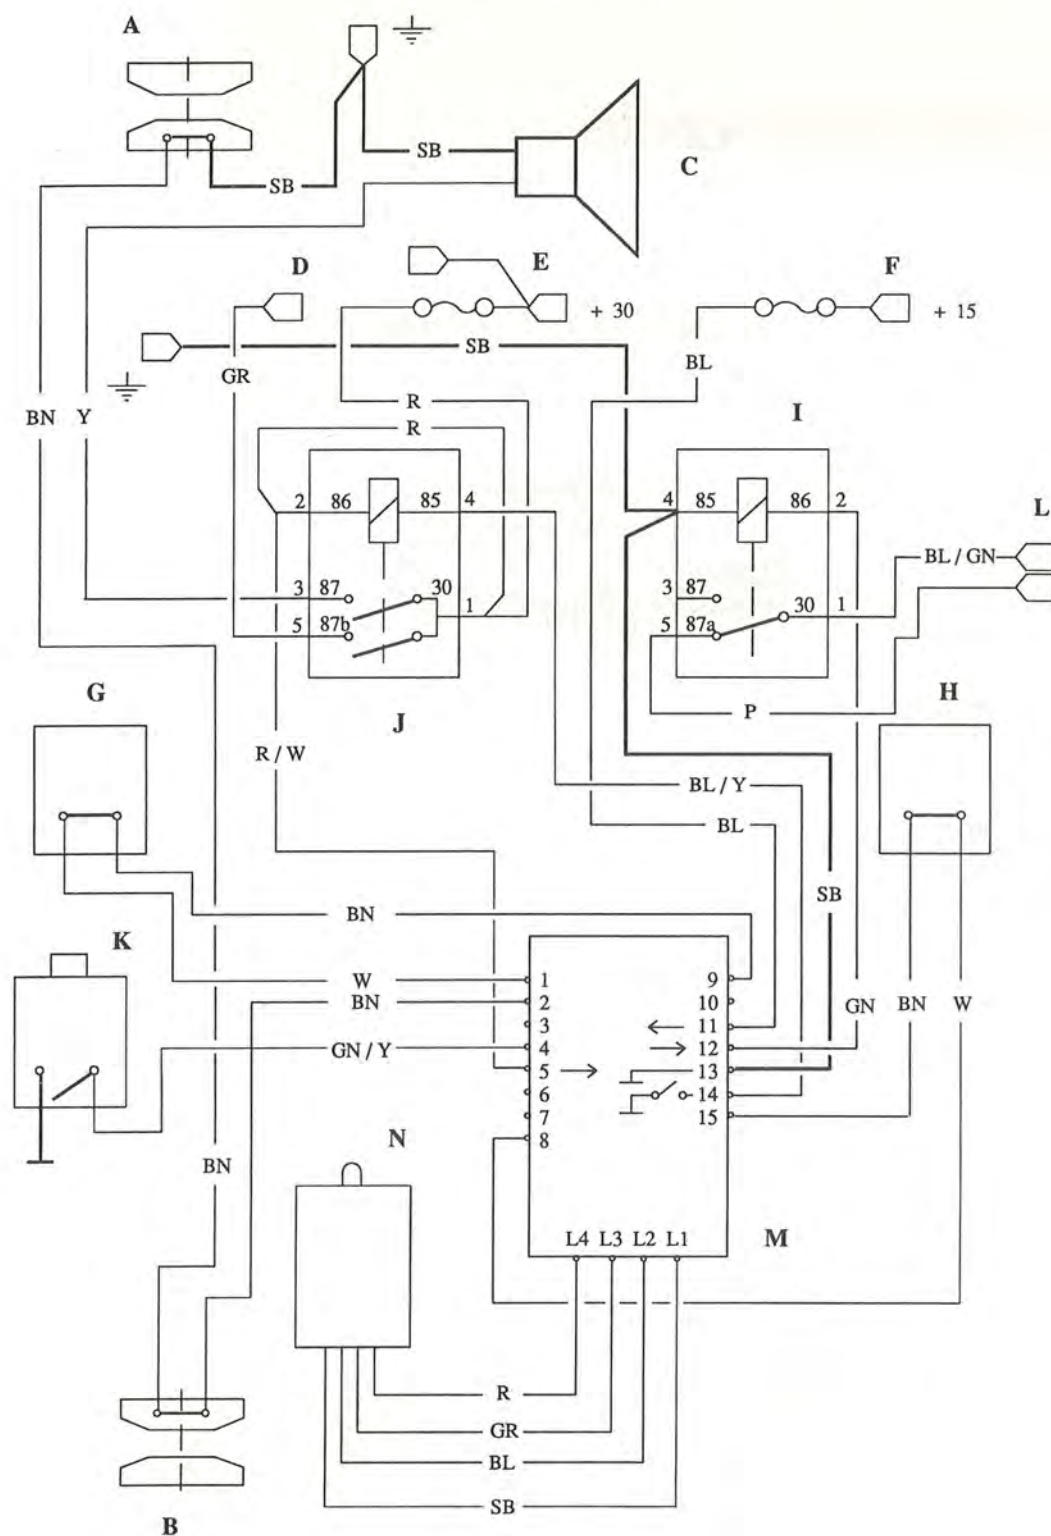 A
SB
C
SB
D
E
F
+ 30
+ 15
SB
GR
BL
BN
Y
R
R
I
2
86
85
4
4
85
86
2
L
BL / GN
3
87
30
1
3
87
30
1
5
87b
5
87a
G
J
P
H
R / W
BL / Y
BL
SB
BN
K
W
1
9
BN
2
10
GN
BN
W
3
11
GN / Y
4
12
5
13
6
14
7
15
8
N
BN
L4
L3
L2
L1
M
R
GR
BL
SB
B